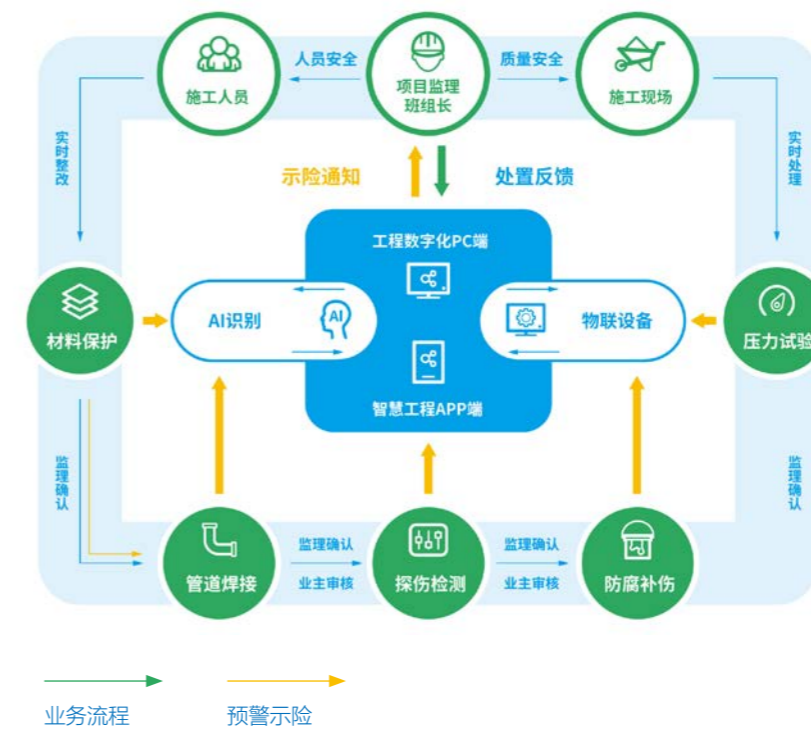 人员安全
质量安全
施工人员
项目监理
班组长
施工现场
实时整改
实时处理
示险通知
处置反馈
工程数字化PC端
AI识别
AI
物联设备
材料保护
压力试验
智慧工程APP端
监理确认
监理确认
监理确认
业主审核
监理确认
业主审核
管道焊接
探伤检测
防腐补伤
业务流程
预警示险